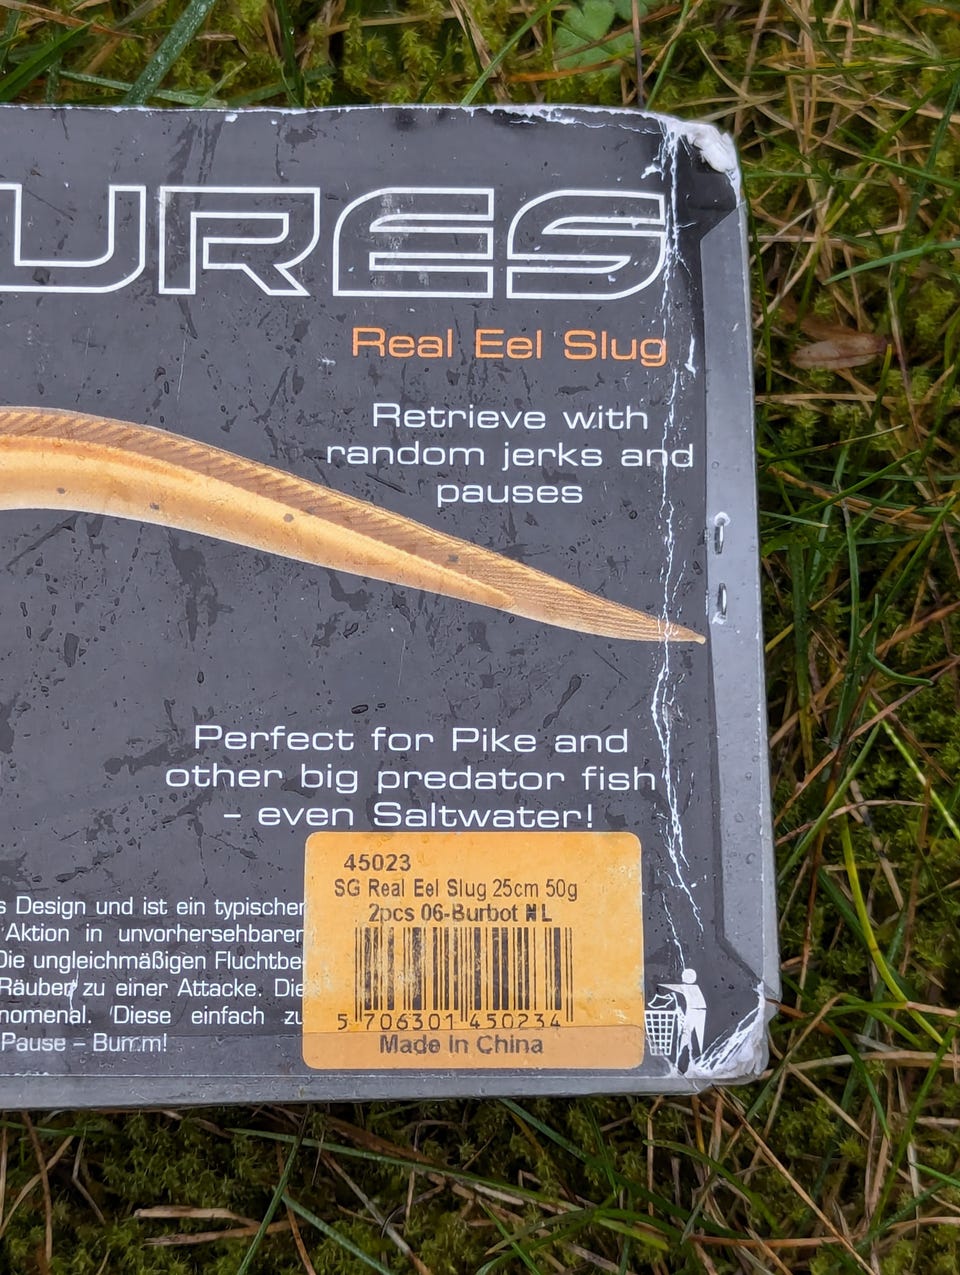 URES
Real Eel Slug
Retrieve with
random jerks and
pauses
Perfect for Pike and
other big predator fish
– even Saltwater!
s Design und ist ein typischer
Aktion in unvorhersehbaren
Die ungleichmäßigen Fluchtbe-
Räuber zu einer Attacke. Die
nomenal. Diese einfach zu
Pause – Burr.m!
45023
SG Real Eel Slug 25cm 50g
2pcs 06-Burbot NL
5 706301 450234
Made In China